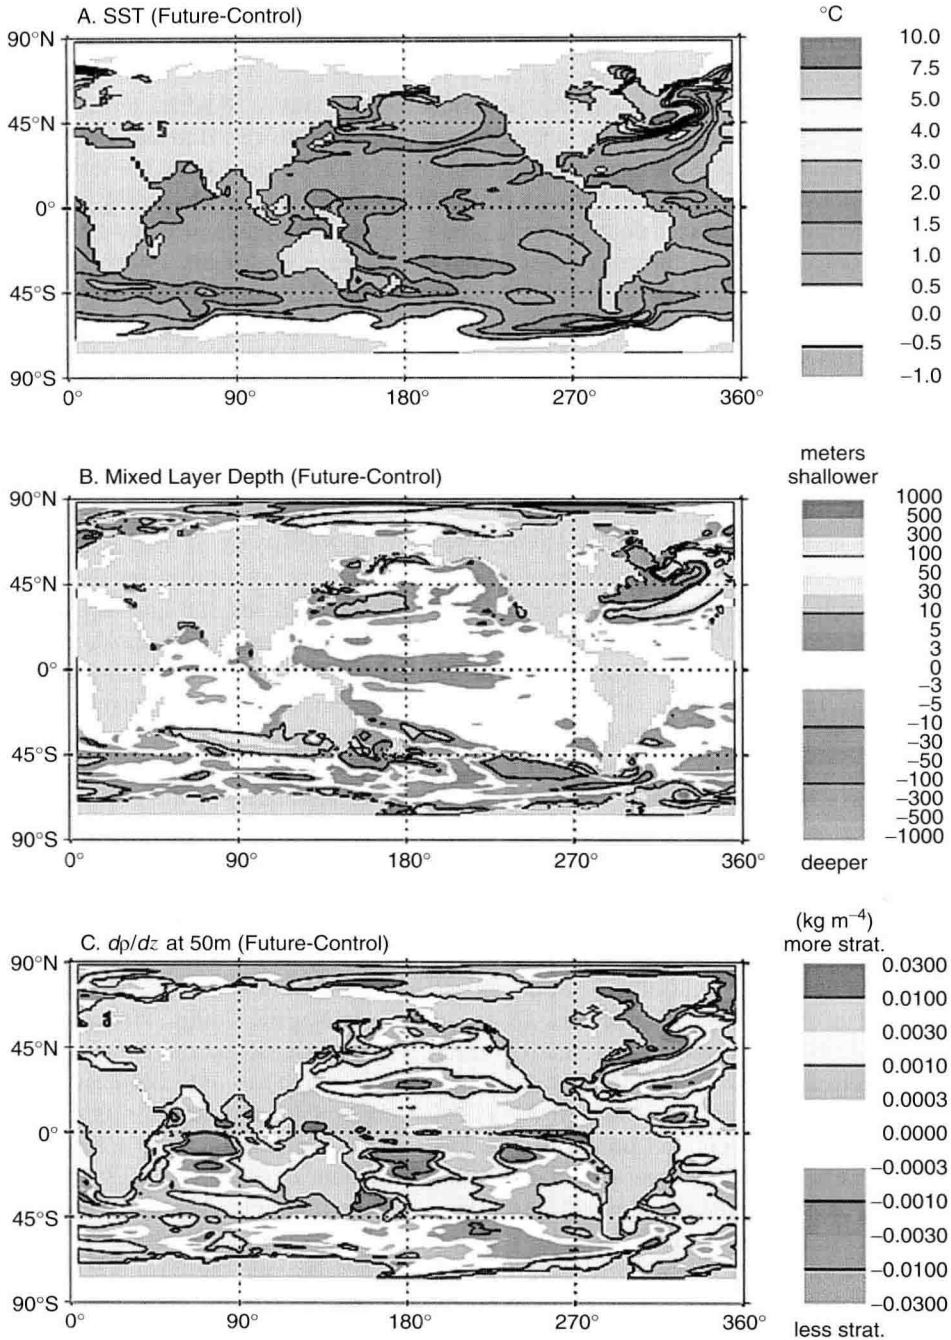 A. SST (Future-Control)
°C
90°N
45°N
0°
45°S
90°S
0°
90°
180°
270°
360°
10.0
7.5
5.0
4.0
3.0
2.0
1.5
1.0
0.5
0.0
−0.5
−1.0
B. Mixed Layer Depth (Future-Control)
meters
shallower
90°N
45°N
0°
45°S
90°S
0°
90°
180°
270°
360°
1000
500
300
100
50
30
10
5
3
0
−3
−5
−10
−30
−50
−100
−300
−500
−1000
deeper
C. dρ/dz at 50m (Future-Control)
(kg m⁻⁴)
more strat.
90°N
45°N
0°
45°S
90°S
0°
90°
180°
270°
360°
0.0300
0.0100
0.0030
0.0010
0.0003
0.0000
−0.0003
−0.0010
−0.0030
−0.0100
−0.0300
less strat.